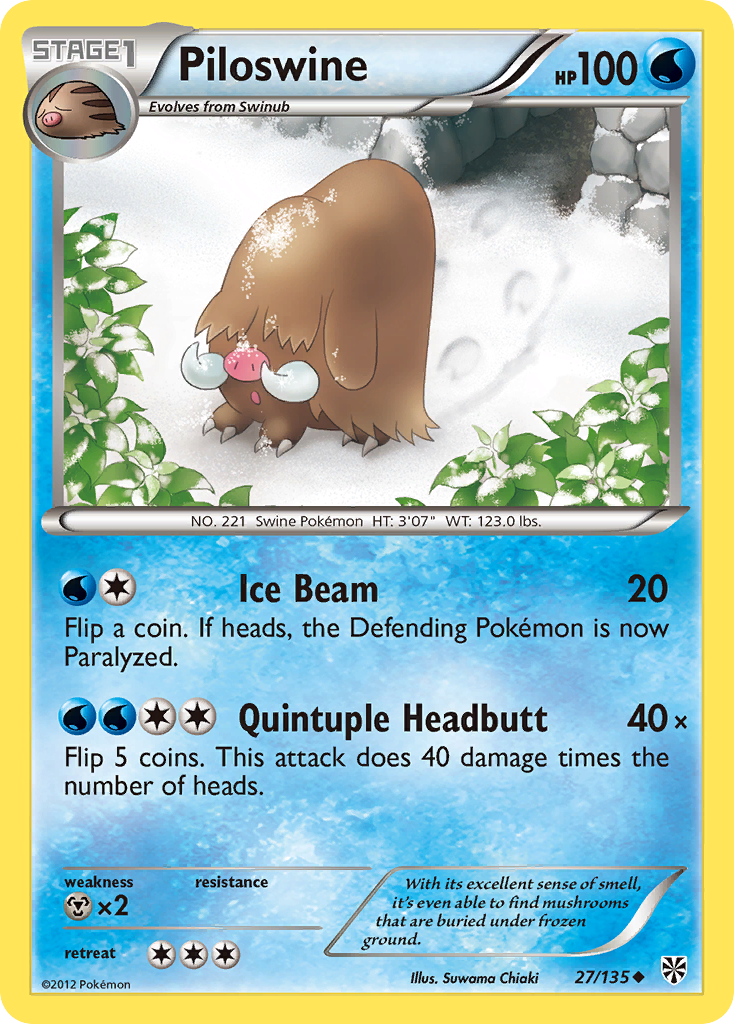 STAGE1
Piloswine
HP100
Evolves from Swinub
NO. 221 Swine Pokémon HT: 3'07" WT: 123.0 lbs.
Ice Beam 20
Flip a coin. If heads, the Defending Pokémon is now
Paralyzed.
Quintuple Headbutt 40×
Flip 5 coins. This attack does 40 damage times the
number of heads.
weakness resistance
×2
retreat
With its excellent sense of smell,
it's even able to find mushrooms
that are buried under frozen
ground.
©2012 Pokémon
Illus. Suwama Chiaki 27/135